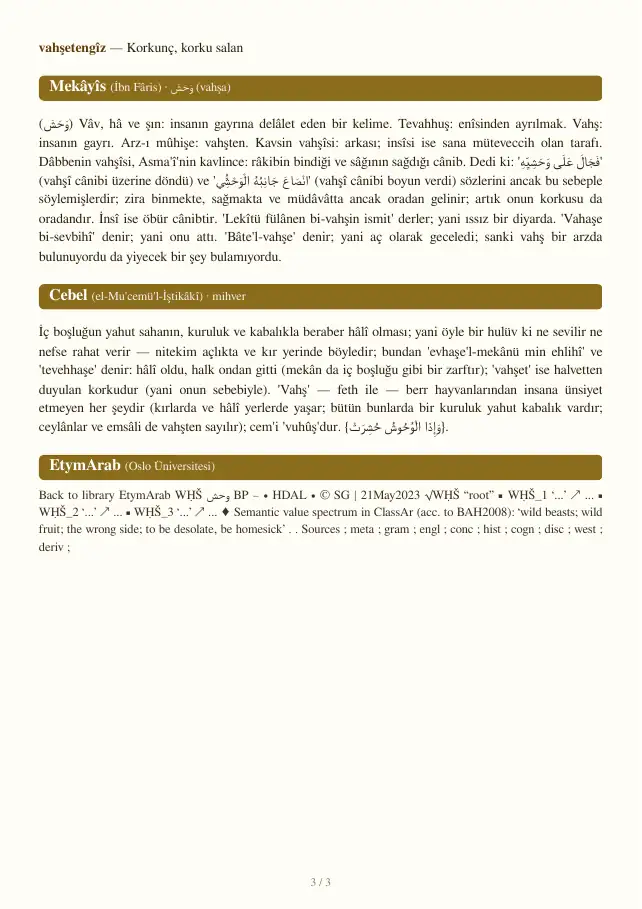 vahşetengîz — Korkunç, korku salan
Mekâyîs (İbn Fâris) · وَحَشَ (vahşa)
(وَحَشَ) Vâv, hâ ve şın: insanın gayrına delâlet eden bir kelime. Tevahhuş: enîsinden ayrılmak. Vahş:
insanın gayrı. Arz-ı mûhişe: vahşten. Kavsin vahşîsi: arkası; insîsi ise sana müteveccih olan tarafı.
Dâbbenin vahşîsi, Asma'î'nin kavlince: râkibin bindiği ve sâğının sağdığı cânib. Dedi ki: 'فَجَالَ عَلَى وَحْشِيِّهِ'
(vahşî cânibi üzerine döndü) ve 'انْصَاعَ جَانِبُهُ الْوَحْشِيُّ' (vahşî cânibi boyun verdi) sözlerini ancak bu sebeple
söylemişlerdir; zira binmekte, sağmakta ve müdâvâtta ancak oradan gelinir; artık onun korkusu da
oradandır. İnsî ise öbür cânibtir. 'Lekîtü fülânen bi-vahşin ismit' derler; yani ıssız bir diyarda. 'Vahaşe
bi-sevbihî' denir; yani onu attı. 'Bâte'l-vahşe' denir; yani aç olarak geceledi; sanki vahş bir arzda
bulunuyordu da yiyecek bir şey bulamıyordu.
Cebel (el-Mu'cemü'l-İştikâkî) · mihver
İç boşluğun yahut sahanın, kuruluk ve kabalıkla beraber hâlî olması; yani öyle bir hulüv ki ne sevilir ne
nefse rahat verir — nitekim açlıkta ve kır yerinde böyledir; bundan 'evhaşe'l-mekânü min ehlihî' ve
'tevehhaşe' denir: hâlî oldu, halk ondan gitti (mekân da iç boşluğu gibi bir zarftır); 'vahşet' ise halvetten
duyulan korkudur (yani onun sebebiyle). 'Vahş' — feth ile — berr hayvanlarından insana ünsiyet
etmeyen her şeydir (kırlarda ve hâlî yerlerde yaşar; bütün bunlarda bir kuruluk yahut kabalık vardır;
ceylânlar ve emsâli de vahşten sayılır); cem'i 'vuhûş'dur. {وَإِذَا الْوُحُوشُ حُشِرَتْ}.
EtymArab (Oslo Üniversitesi)
Back to library EtymArab WḤŠ وحش BP – • HDAL • © SG | 21May2023 √WḤŠ “root” ▪ WḤŠ_1 ‘...’ ↗ ... ▪
WḤŠ_2 ‘...’ ↗ ... ▪ WḤŠ_3 ‘...’ ↗ ... ♦ Semantic value spectrum in ClassAr (acc. to BAH2008): ‘wild beasts; wild
fruit; the wrong side; to be desolate, be homesick’ . . Sources ; meta ; gram ; engl ; conc ; hist ; cogn ; disc ; west ;
deriv ;
3 / 3